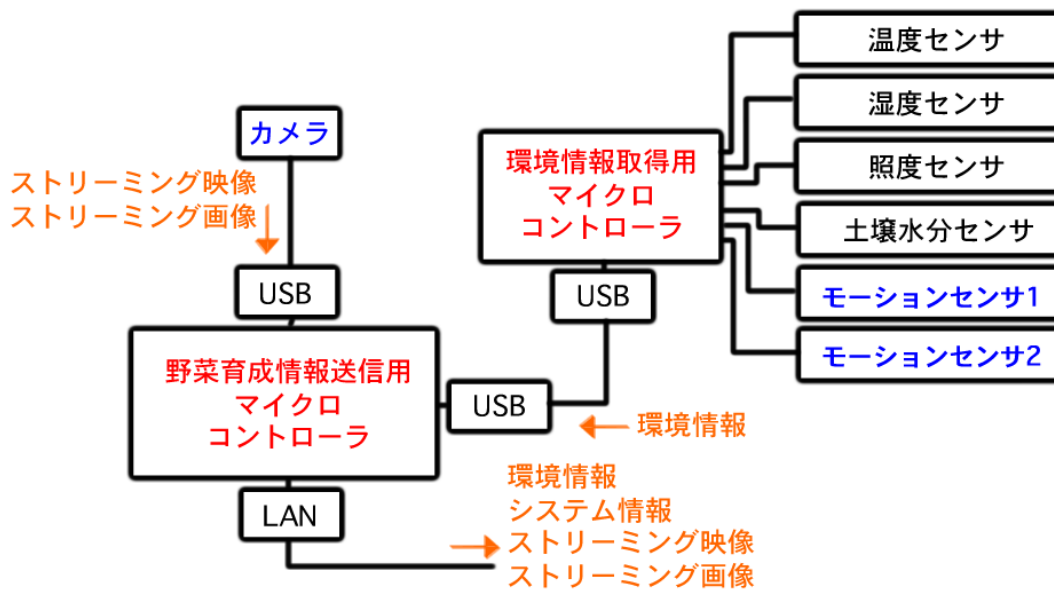 温度センサ
湿度センサ
照度センサ
土壌水分センサ
モーションセンサ1
モーションセンサ2
環境情報取得用
マイクロ
コントローラ
USB
カメラ
ストリーミング映像
ストリーミング画像
USB
野菜育成情報送信用
マイクロ
コントローラ
USB
環境情報
LAN
環境情報
システム情報
ストリーミング映像
ストリーミング画像